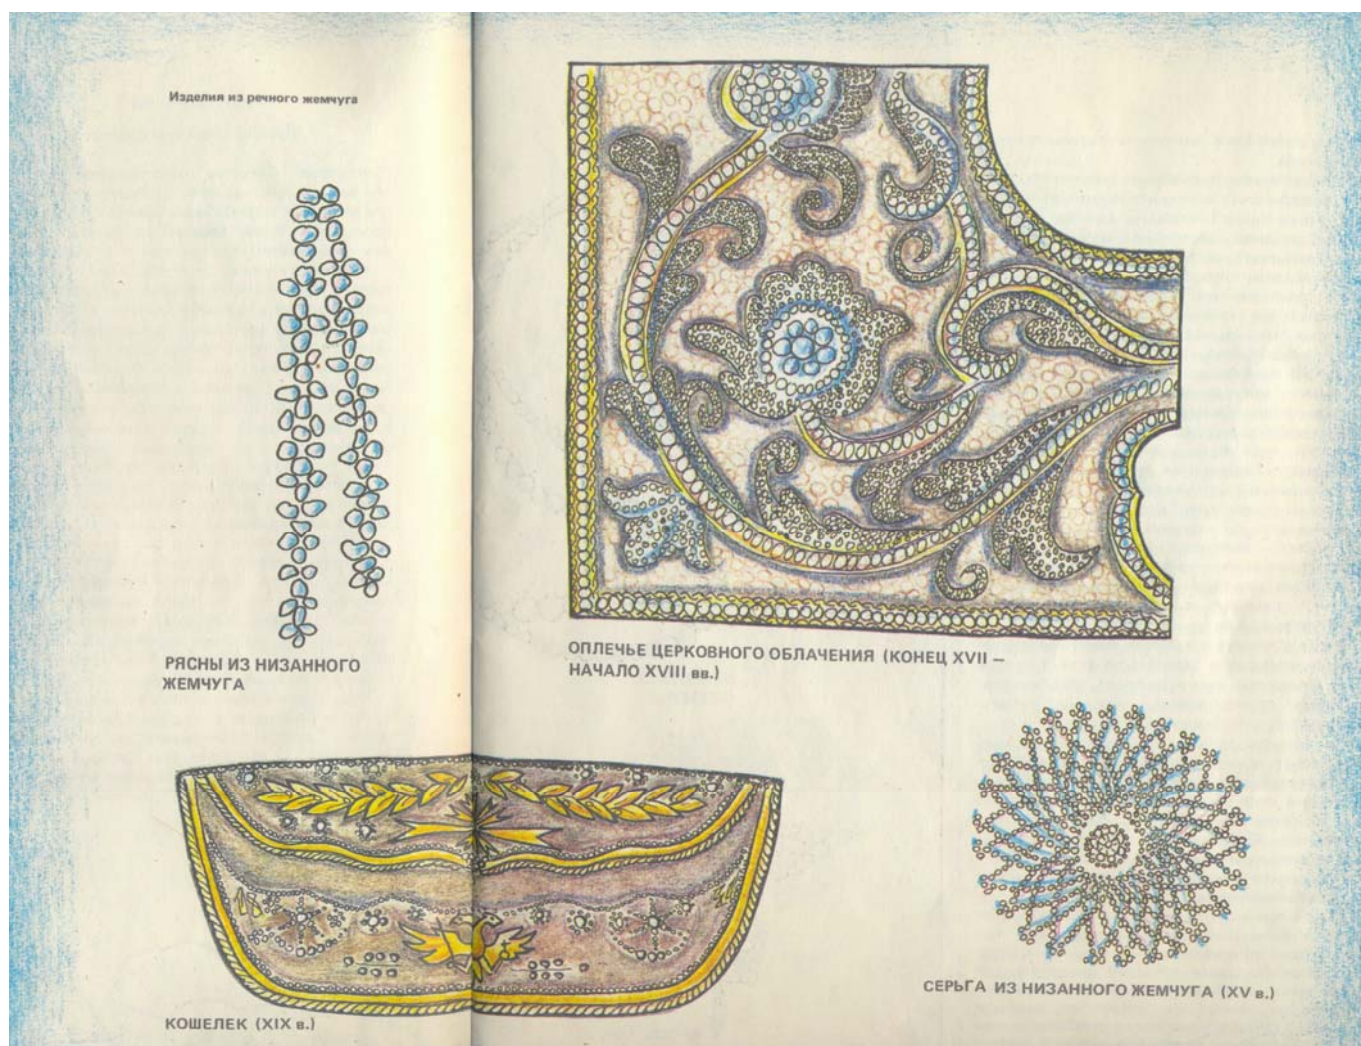 Изделия из речного жемчуга
РЯСНЫ ИЗ НИЗАННОГО
ЖЕМЧУГА
ОПЛЕЧЬЕ ЦЕРКОВНОГО ОБЛАЧЕНИЯ (КОНЕЦ XVII —
НАЧАЛО XVIII вв.)
КОШЕЛЕК (XIX в.)
СЕРЬГА ИЗ НИЗАННОГО ЖЕМЧУГА (XV в.)